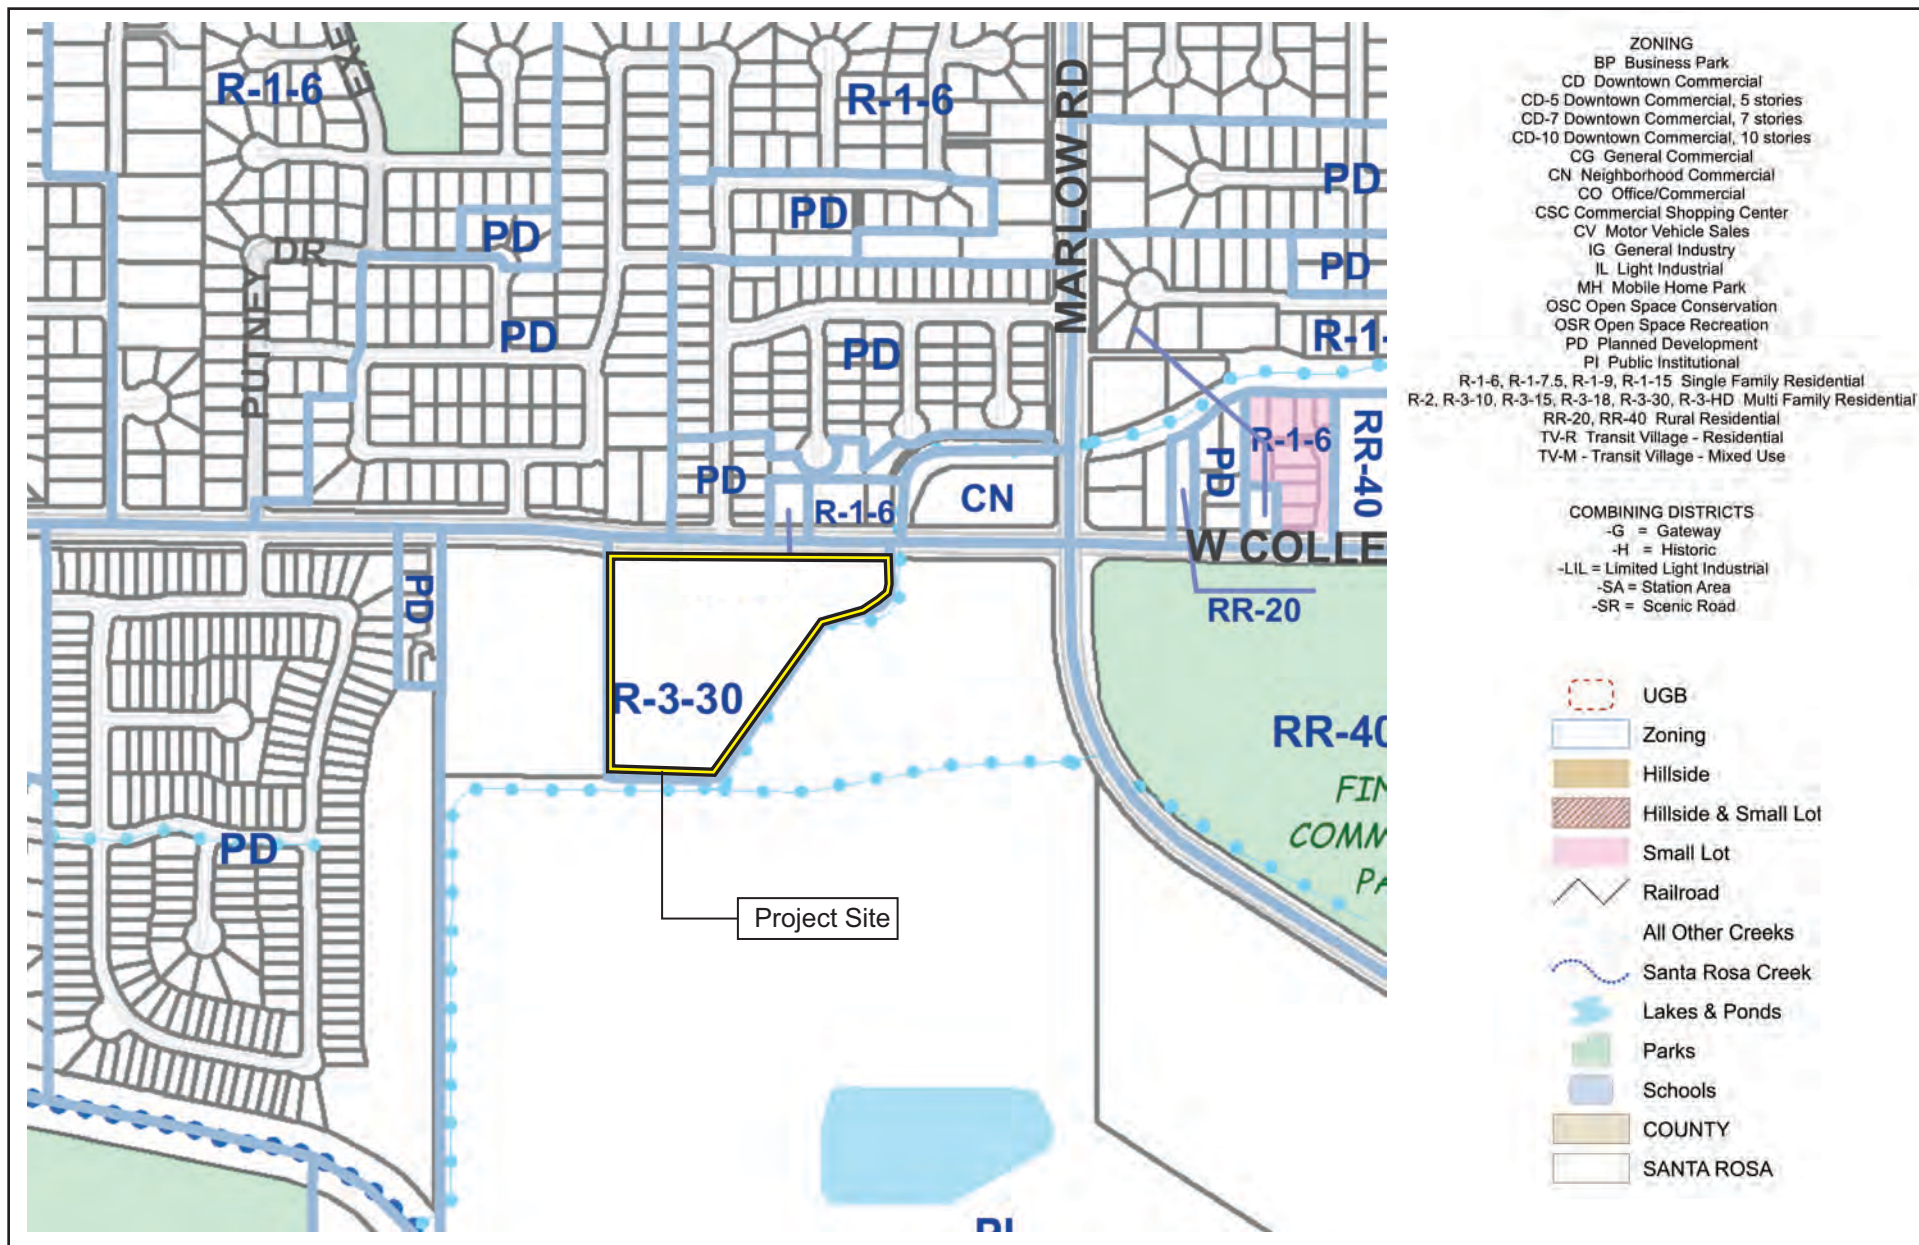 R-1-6
R-1-6
MARLOW RD
PD
PD
PD
DR
PUTNEY
PD
PD
PD
R-1-
R-1-6
RR-40
PD
PD
CN
R-1-6
W COLLE
PD
RR-20
R-3-30
RR-40
FIN
COMM
PA
PD
Project Site
PI
ZONING
BP Business Park
CD Downtown Commercial
CD-5 Downtown Commercial, 5 stories
CD-7 Downtown Commercial, 7 stories
CD-10 Downtown Commercial, 10 stories
CG General Commercial
CN Neighborhood Commercial
CO Office/Commercial
CSC Commercial Shopping Center
CV Motor Vehicle Sales
IG General Industry
IL Light Industrial
MH Mobile Home Park
OSC Open Space Conservation
OSR Open Space Recreation
PD Planned Development
PI Public Institutional
R-1-6, R-1-7.5, R-1-9, R-1-15 Single Family Residential
R-2, R-3-10, R-3-15, R-3-18, R-3-30, R-3-HD Multi Family Residential
RR-20, RR-40 Rural Residential
TV-R Transit Village - Residential
TV-M - Transit Village - Mixed Use
COMBINING DISTRICTS
-G = Gateway
-H = Historic
-LIL = Limited Light Industrial
-SA = Station Area
-SR = Scenic Road
UGB
Zoning
Hillside
Hillside & Small Lot
Small Lot
Railroad
All Other Creeks
Santa Rosa Creek
Lakes & Ponds
Parks
Schools
COUNTY
SANTA ROSA